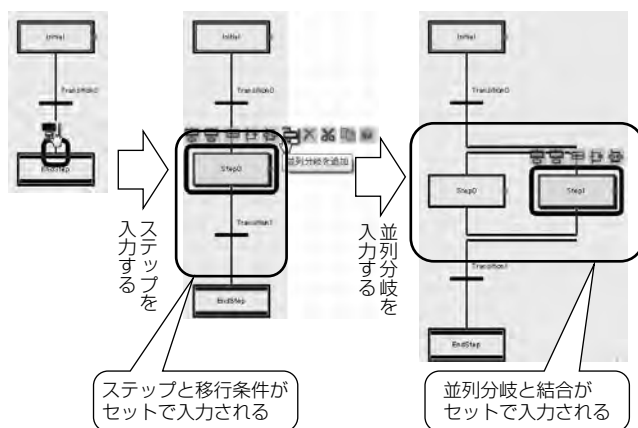 Initial
Transition0
EndStep
ステップを
入力する
Initial
Transition0
並列分岐を追加
Step0
Transition1
EndStep
並列分岐を
入力する
Initial
Transition0
Step0
Step1
Transition1
EndStep
ステップと移行条件が
セットで入力される
並列分岐と結合が
セットで入力される